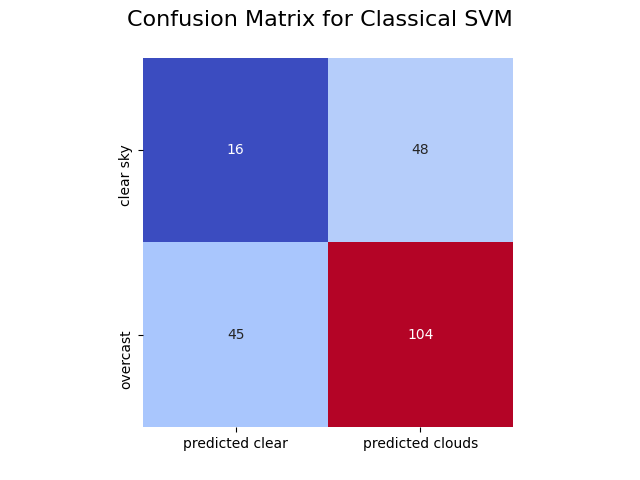 Confusion Matrix for Classical SVM
clear sky
16
48
overcast
45
104
predicted clear
predicted clouds